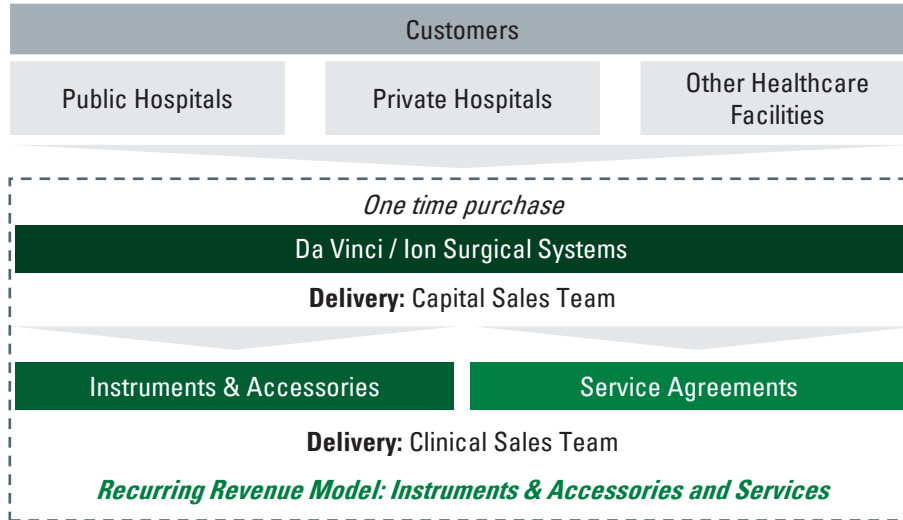 Customers
Public Hospitals
Private Hospitals
Other Healthcare
Facilities
One time purchase
Da Vinci / Ion Surgical Systems
Delivery: Capital Sales Team
Instruments & Accessories
Service Agreements
Delivery: Clinical Sales Team
Recurring Revenue Model: Instruments & Accessories and Services